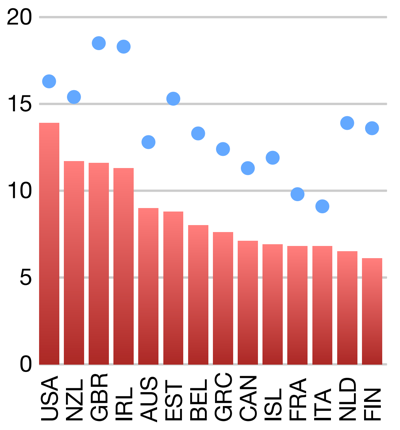 20
15
10
5
0
USA
NZL
GBR
IRL
AUS
EST
BEL
GRC
CAN
ISL
FRA
ITA
NLD
FIN